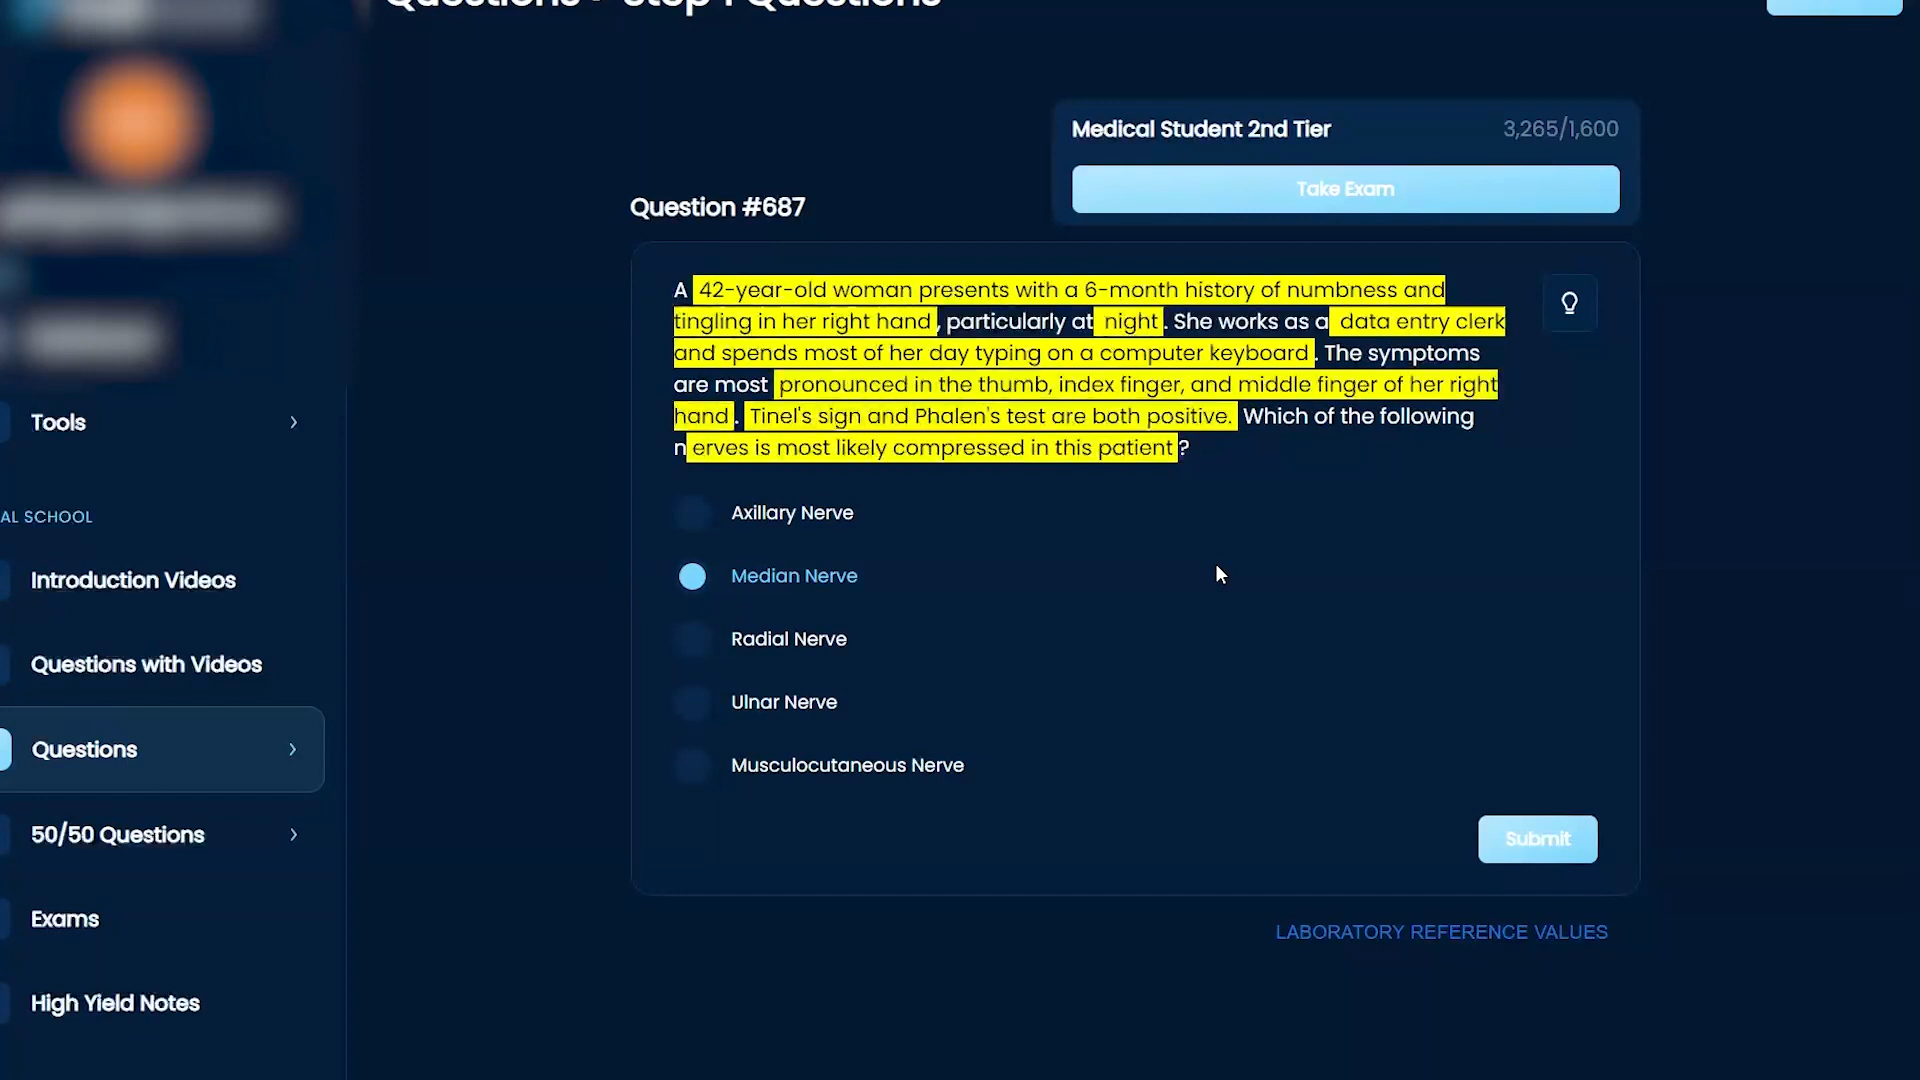 Questions > Step 1 Questions
Medical Student 2nd Tier 3,265/1,600
Take Exam
Question #687
A 42-year-old woman presents with a 6-month history of numbness and
tingling in her right hand, particularly at night. She works as a data entry clerk
and spends most of her day typing on a computer keyboard. The symptoms
are most pronounced in the thumb, index finger, and middle finger of her right
hand. Tinel's sign and Phalen's test are both positive. Which of the following
nerves is most likely compressed in this patient?
Axillary Nerve
Median Nerve
Radial Nerve
Ulnar Nerve
Musculocutaneous Nerve
Submit
LABORATORY REFERENCE VALUES
Tools
AL SCHOOL
Introduction Videos
Questions with Videos
Questions
50/50 Questions
Exams
High Yield Notes